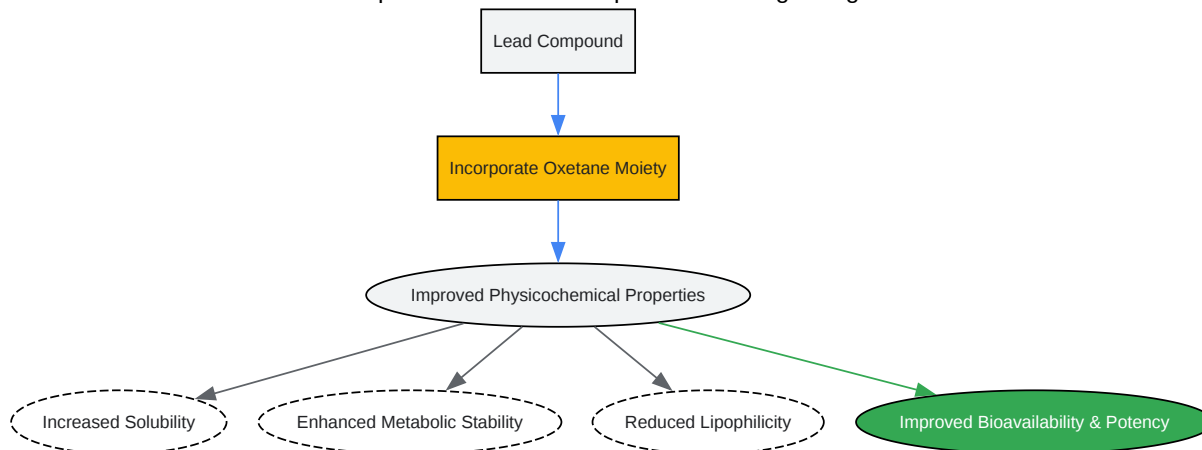 Lead Compound
Incorporate Oxetane Moiety
Improved Physicochemical Properties
Increased Solubility
Enhanced Metabolic Stability
Reduced Lipophilicity
Improved Bioavailability & Potency